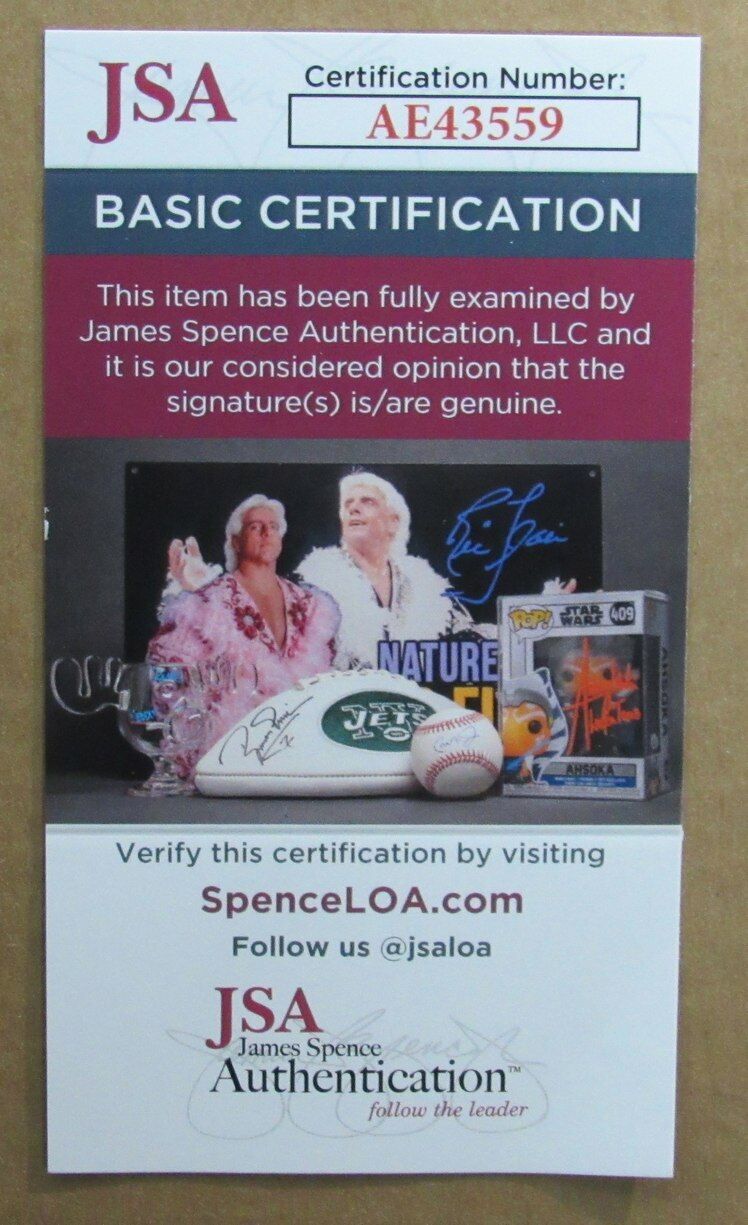 JSA
Certification Number:
AE43559
BASIC CERTIFICATION
This item has been fully examined by
James Spence Authentication, LLC and
it is our considered opinion that the
signature(s) is/are genuine.
NATURE
JETS
POP!
STAR
WARS
409
AHSOKA
Verify this certification by visiting
SpenceLOA.com
Follow us @jsaloa
JSA
James Spence
Authentication™
follow the leader